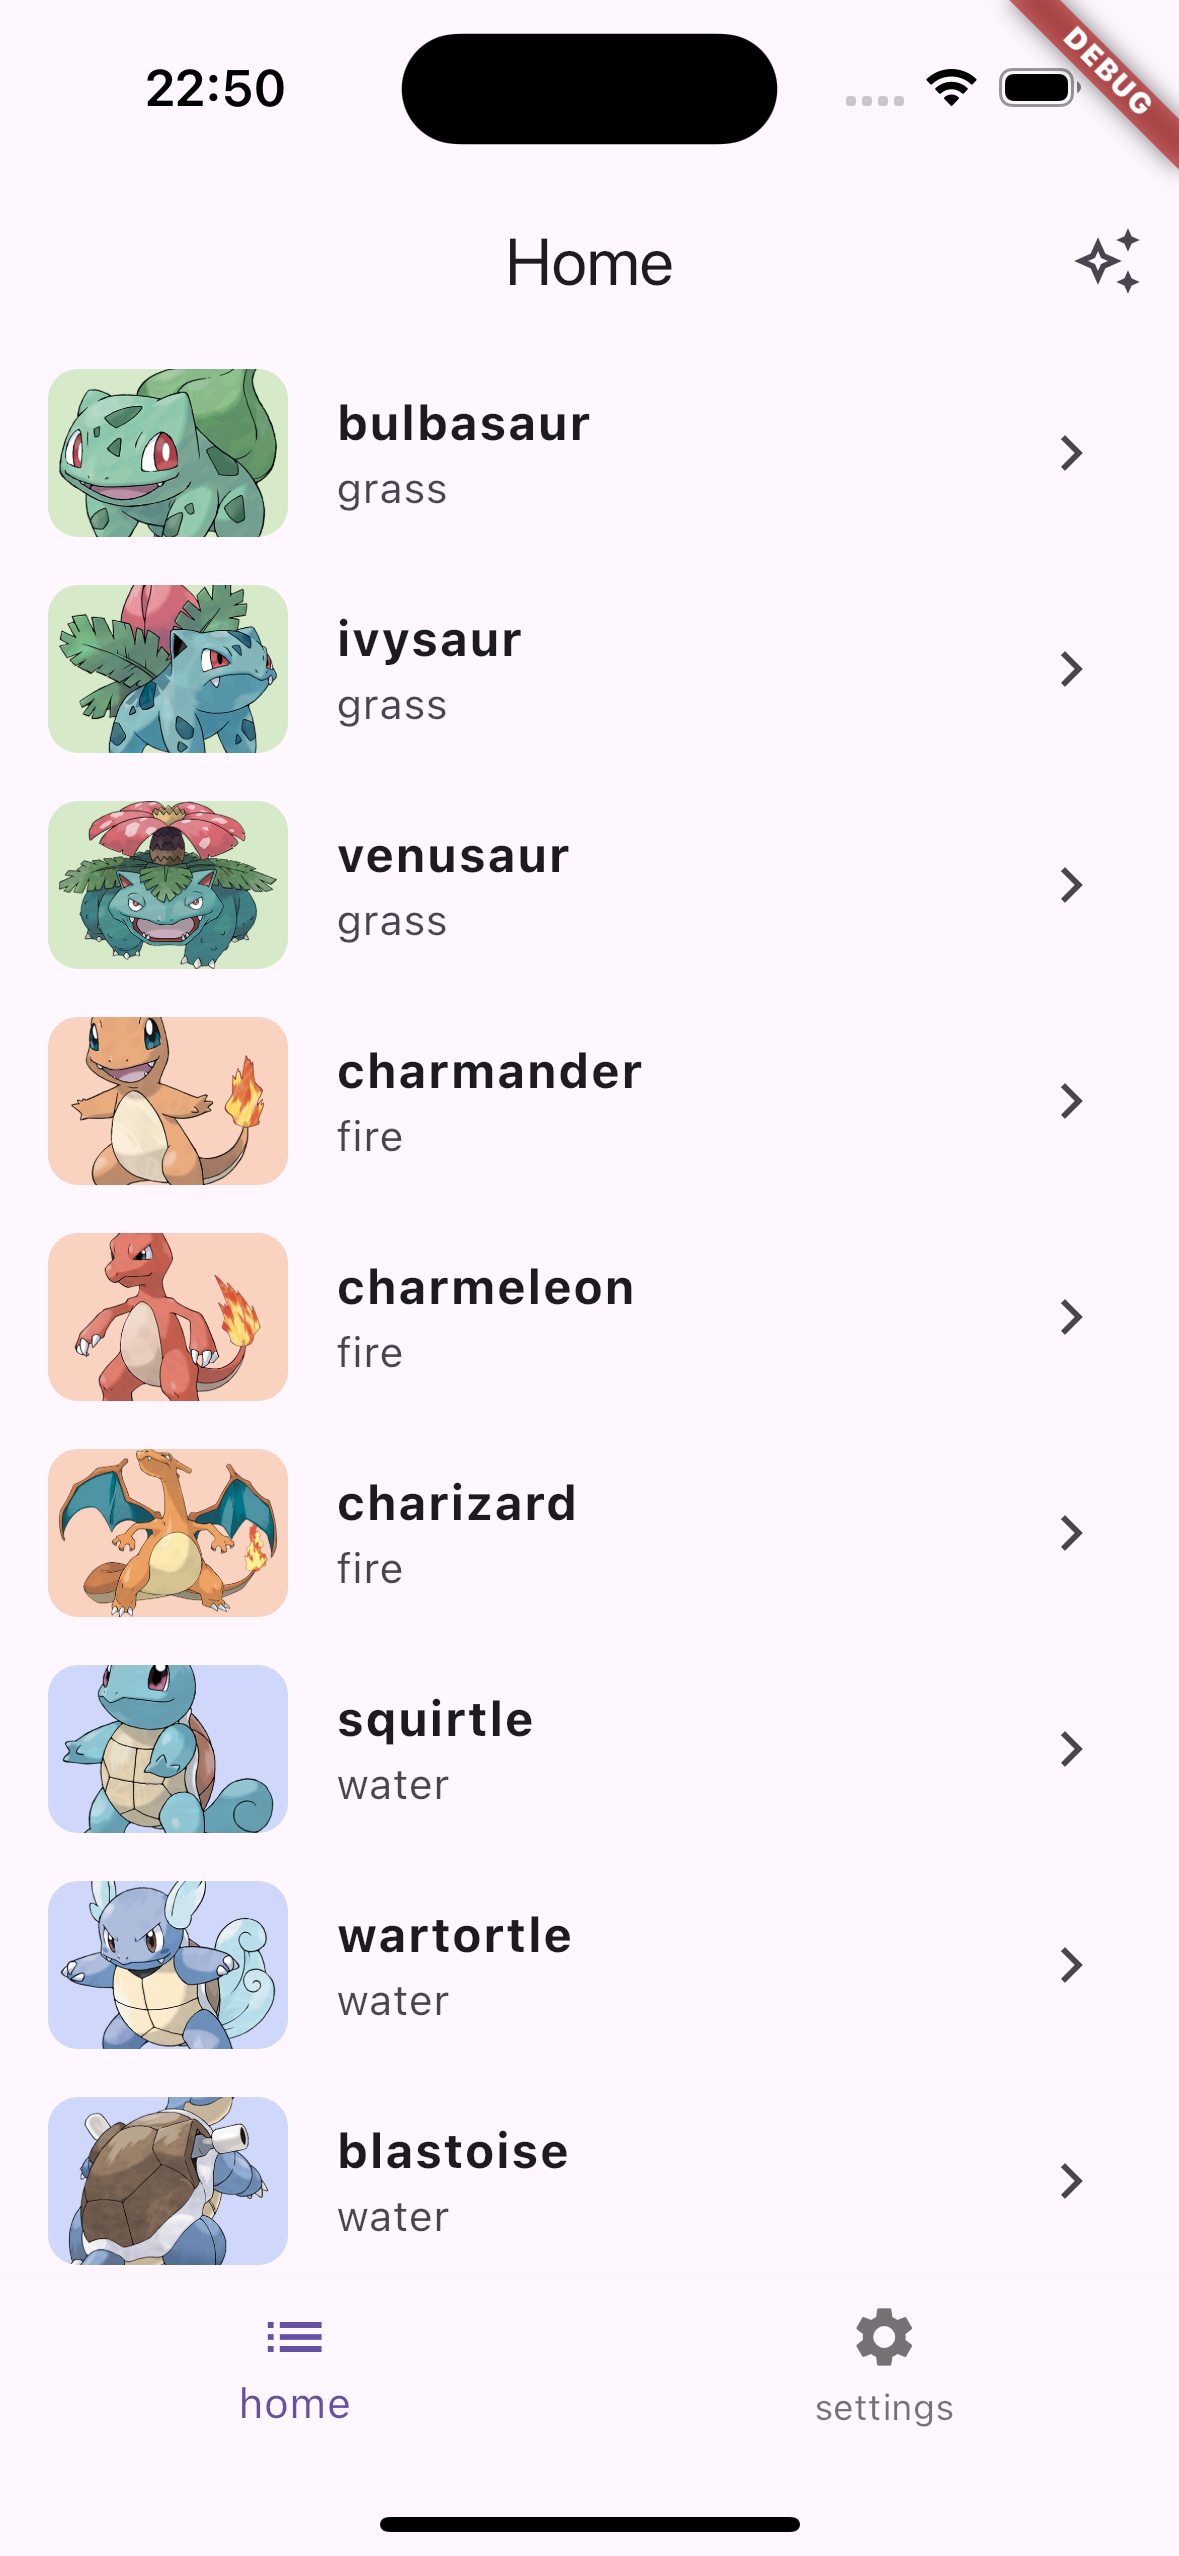 22:50
DEBUG
Home
bulbasaur
grass
ivysaur
grass
venusaur
grass
charmander
fire
charmeleon
fire
charizard
fire
squirtle
water
wartortle
water
blastoise
water
home
settings